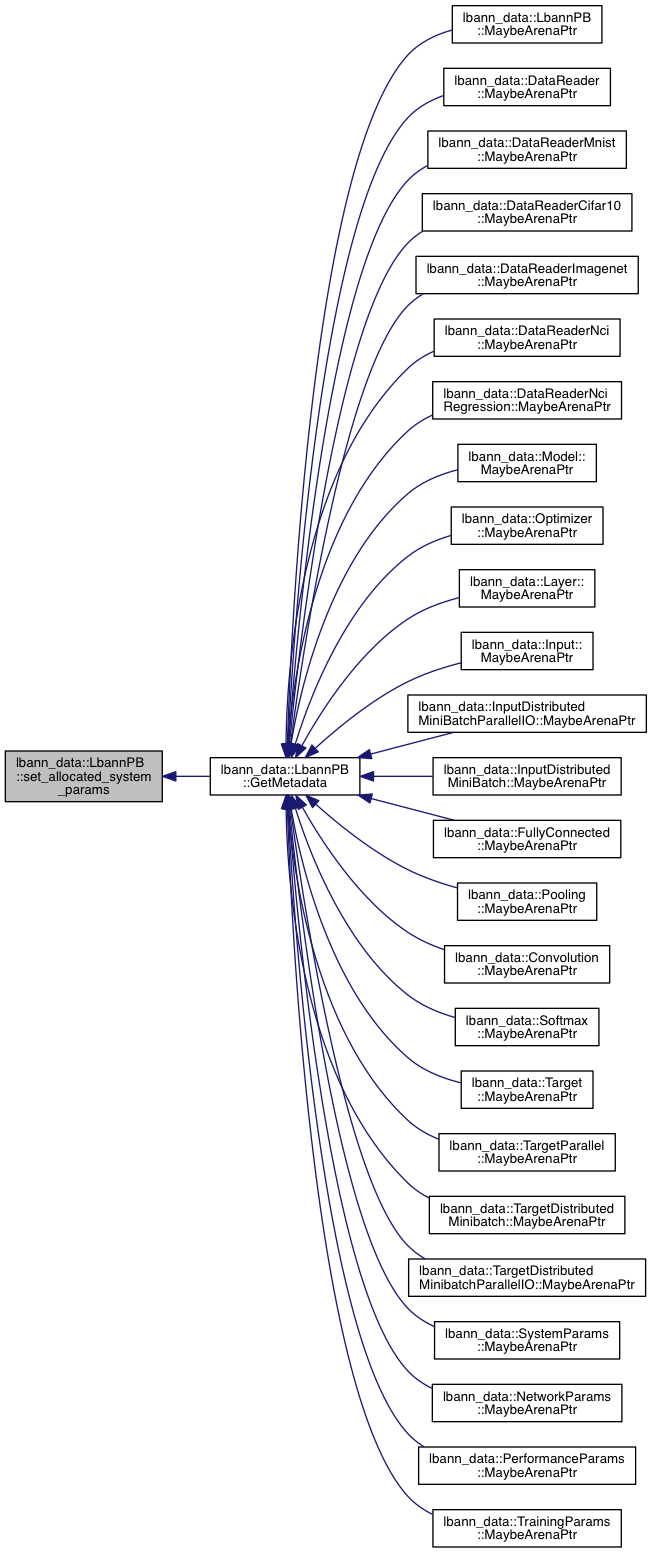 lbann_data::LbannPB
::MaybeArenaPtr
lbann_data::DataReader
::MaybeArenaPtr
lbann_data::DataReaderMnist
::MaybeArenaPtr
lbann_data::DataReaderCifar10
::MaybeArenaPtr
lbann_data::DataReaderImagenet
::MaybeArenaPtr
lbann_data::DataReaderNci
::MaybeArenaPtr
lbann_data::DataReaderNci
Regression::MaybeArenaPtr
lbann_data::Model::
MaybeArenaPtr
lbann_data::Optimizer
::MaybeArenaPtr
lbann_data::Layer::
MaybeArenaPtr
lbann_data::Input::
MaybeArenaPtr
lbann_data::InputDistributed
MiniBatchParallelIO::MaybeArenaPtr
lbann_data::LbannPB
::set_allocated_system
_params
lbann_data::LbannPB
::GetMetadata
lbann_data::InputDistributed
MiniBatch::MaybeArenaPtr
lbann_data::FullyConnected
::MaybeArenaPtr
lbann_data::Pooling
::MaybeArenaPtr
lbann_data::Convolution
::MaybeArenaPtr
lbann_data::Softmax
::MaybeArenaPtr
lbann_data::Target
::MaybeArenaPtr
lbann_data::TargetParallel
::MaybeArenaPtr
lbann_data::TargetDistributed
Minibatch::MaybeArenaPtr
lbann_data::TargetDistributed
MinibatchParallelIO::MaybeArenaPtr
lbann_data::SystemParams
::MaybeArenaPtr
lbann_data::NetworkParams
::MaybeArenaPtr
lbann_data::PerformanceParams
::MaybeArenaPtr
lbann_data::TrainingParams
::MaybeArenaPtr